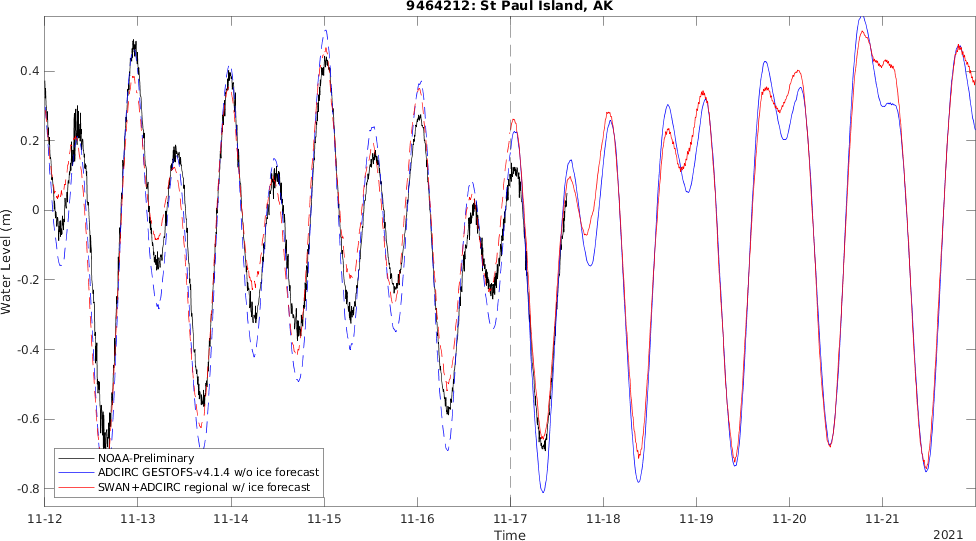 9464212: St Paul Island, AK
Water Level (m)
0.4
0.2
0
-0.2
-0.4
-0.6
-0.8
NOAA-Preliminary
ADCIRC GESTOFS-v4.1.4 w/o ice forecast
SWAN+ADCIRC regional w/ ice forecast
11-12 11-13 11-14 11-15 11-16 11-17 11-18 11-19 11-20 11-21
Time
2021